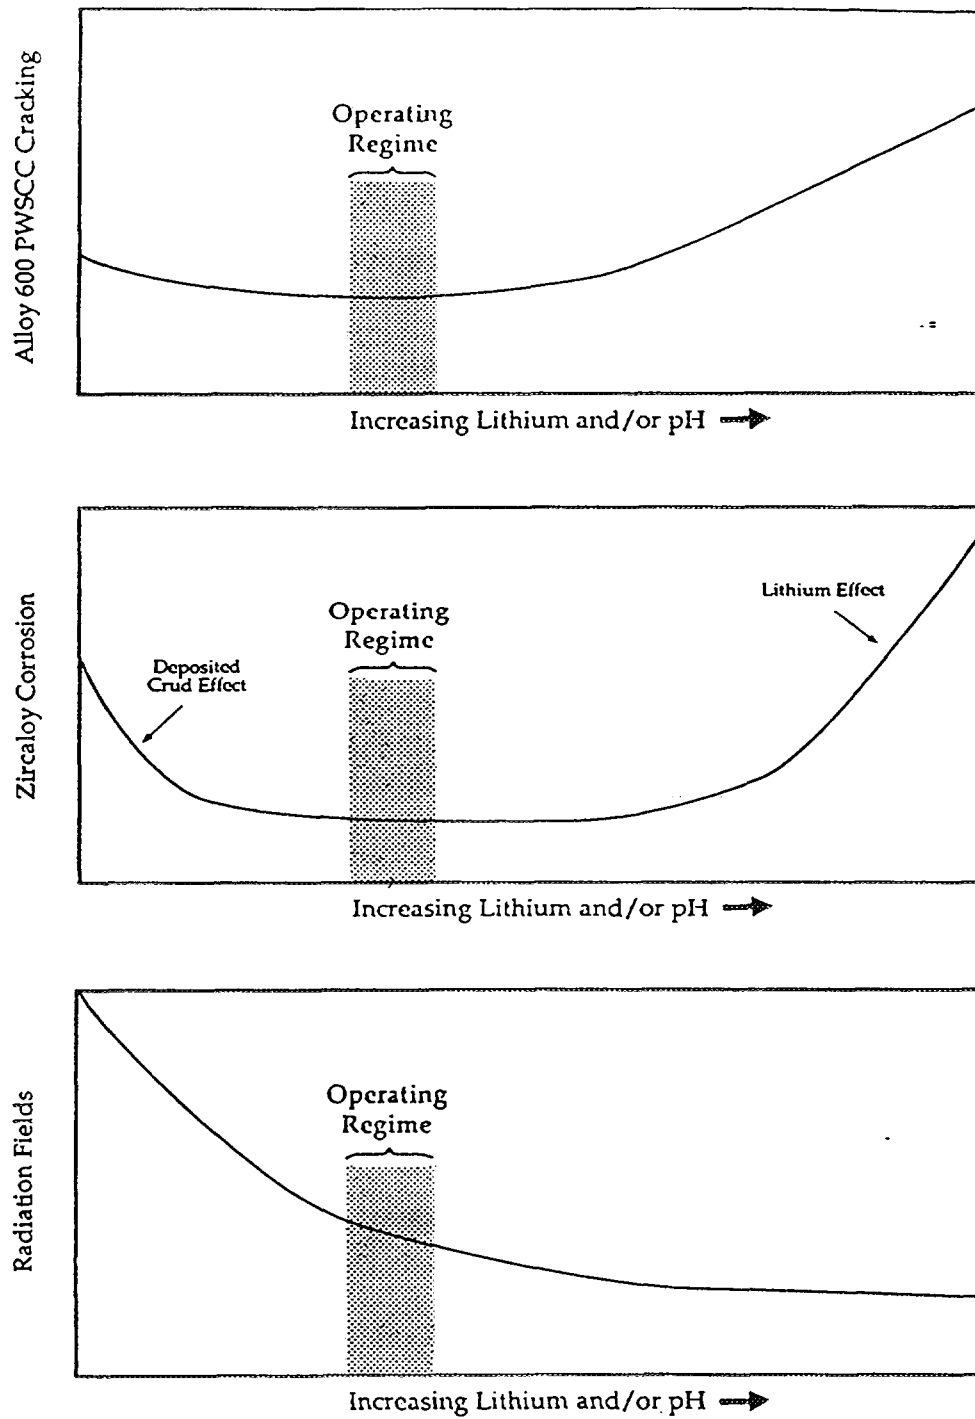 Alloy 600 PWSCC Cracking
Operating
Regime
Increasing Lithium and/or pH
Zircaloy Corrosion
Deposited
Crud Effect
Operating
Regime
Lithium Effect
Increasing Lithium and/or pH
Radiation Fields
Operating
Regime
Increasing Lithium and/or pH